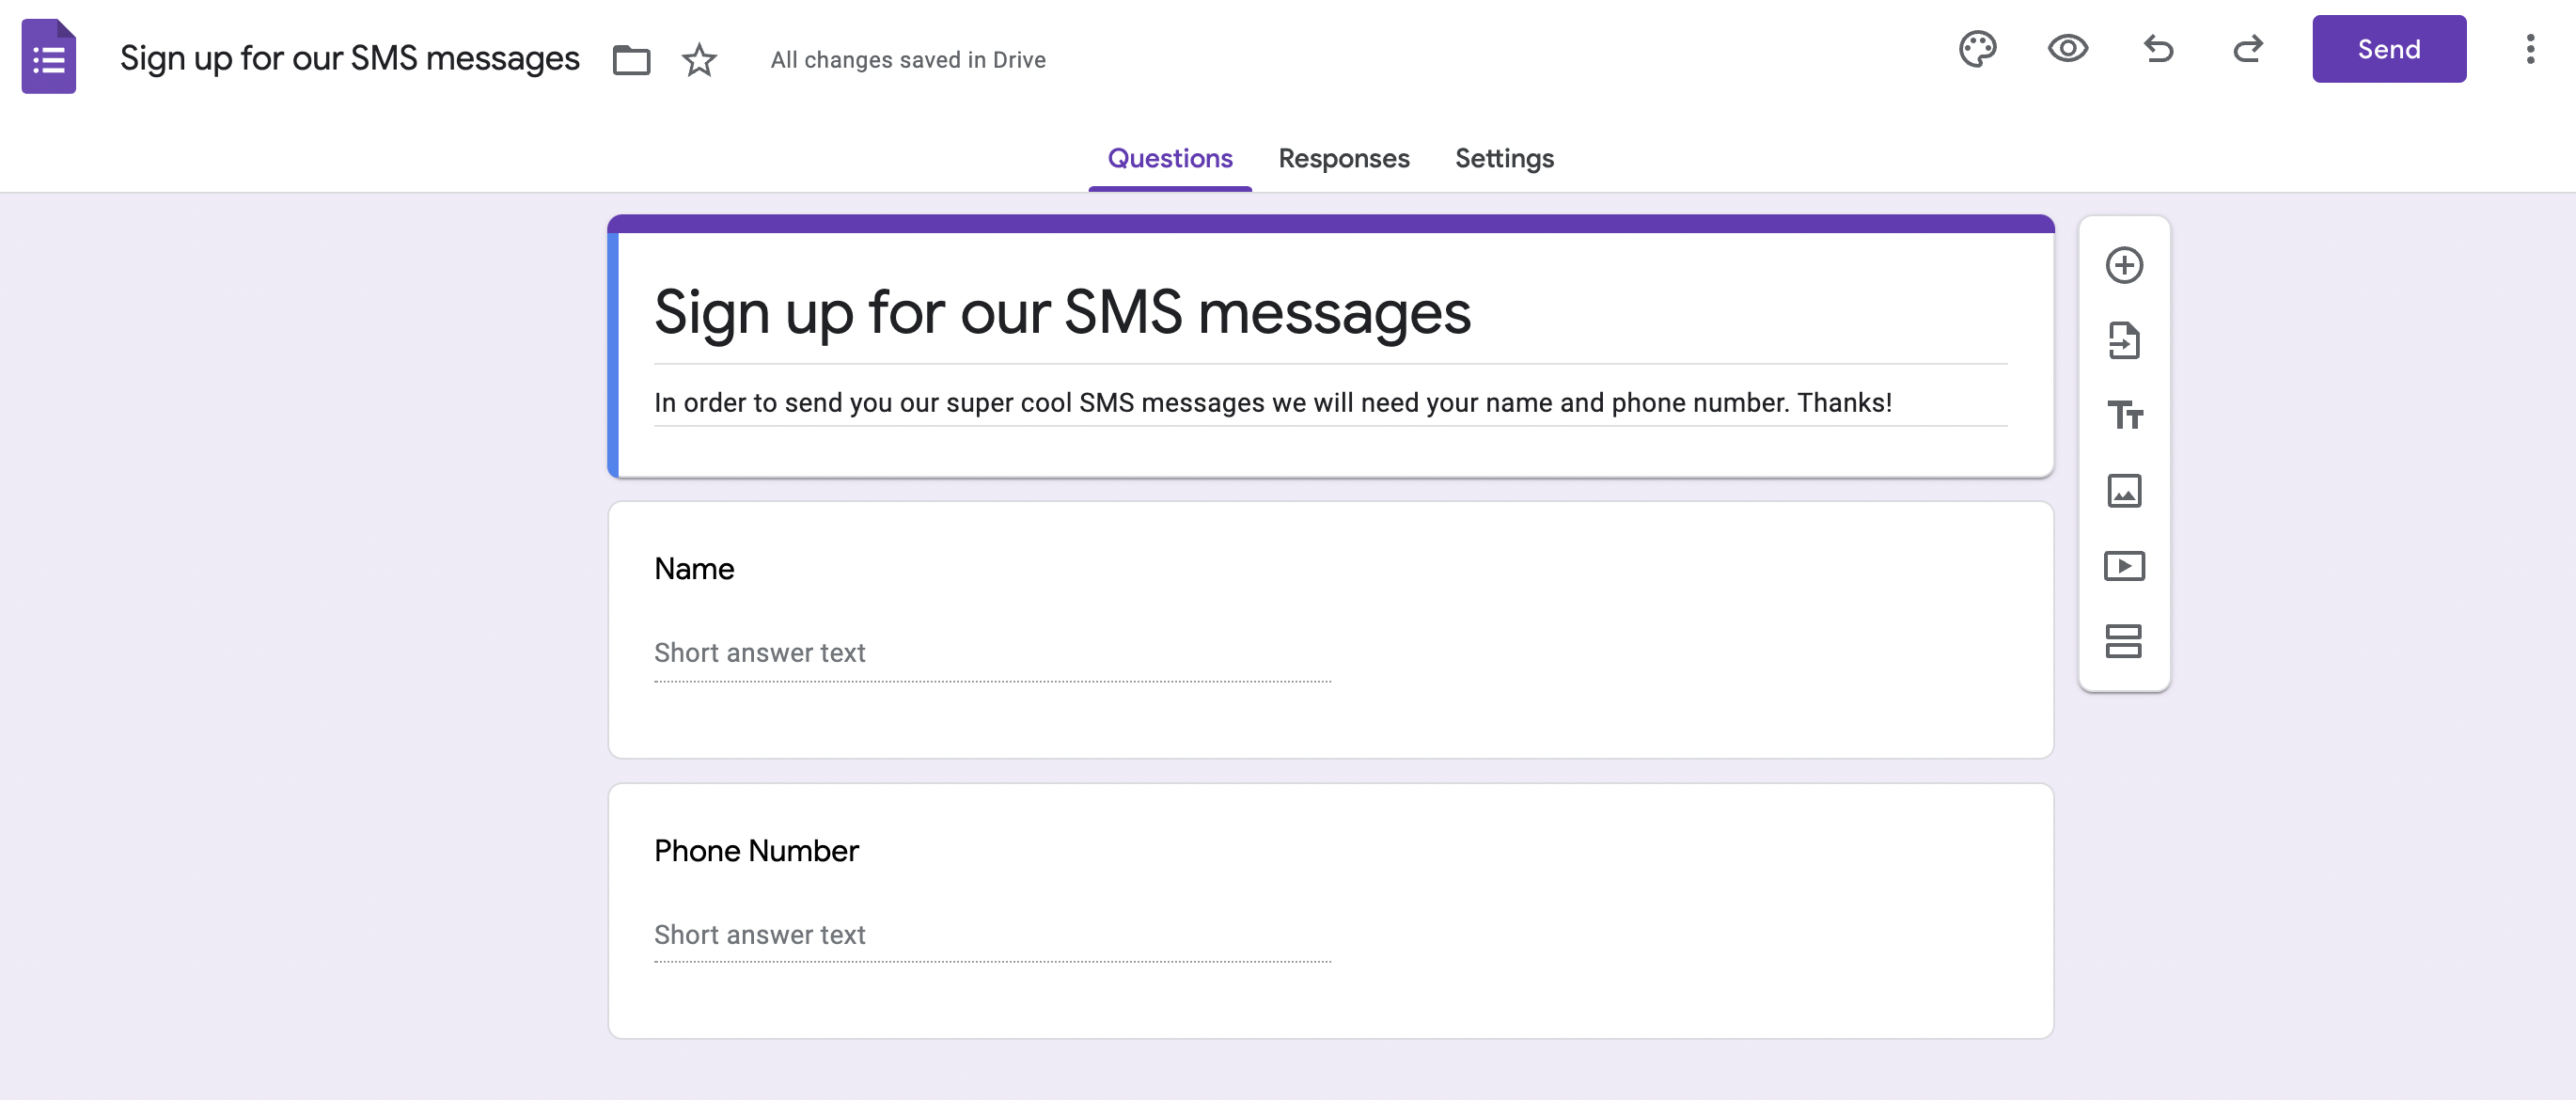 Sign up for our SMS messages
All changes saved in Drive
Send
Questions Responses Settings
Sign up for our SMS messages
In order to send you our super cool SMS messages we will need your name and phone number. Thanks!
Name
Short answer text
Phone Number
Short answer text